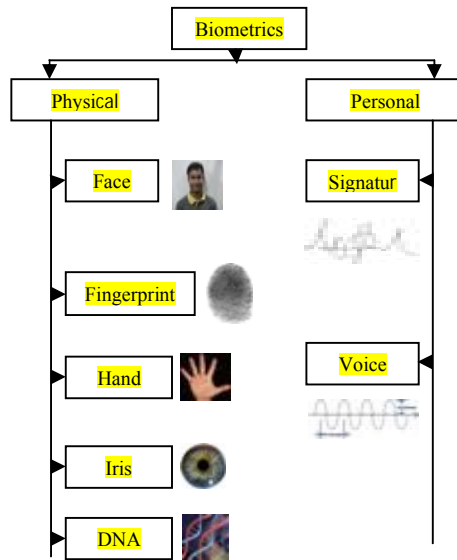 Biometrics
Physical
Personal
Face
Signatur
Fingerprint
Hand
Voice
Iris
DNA